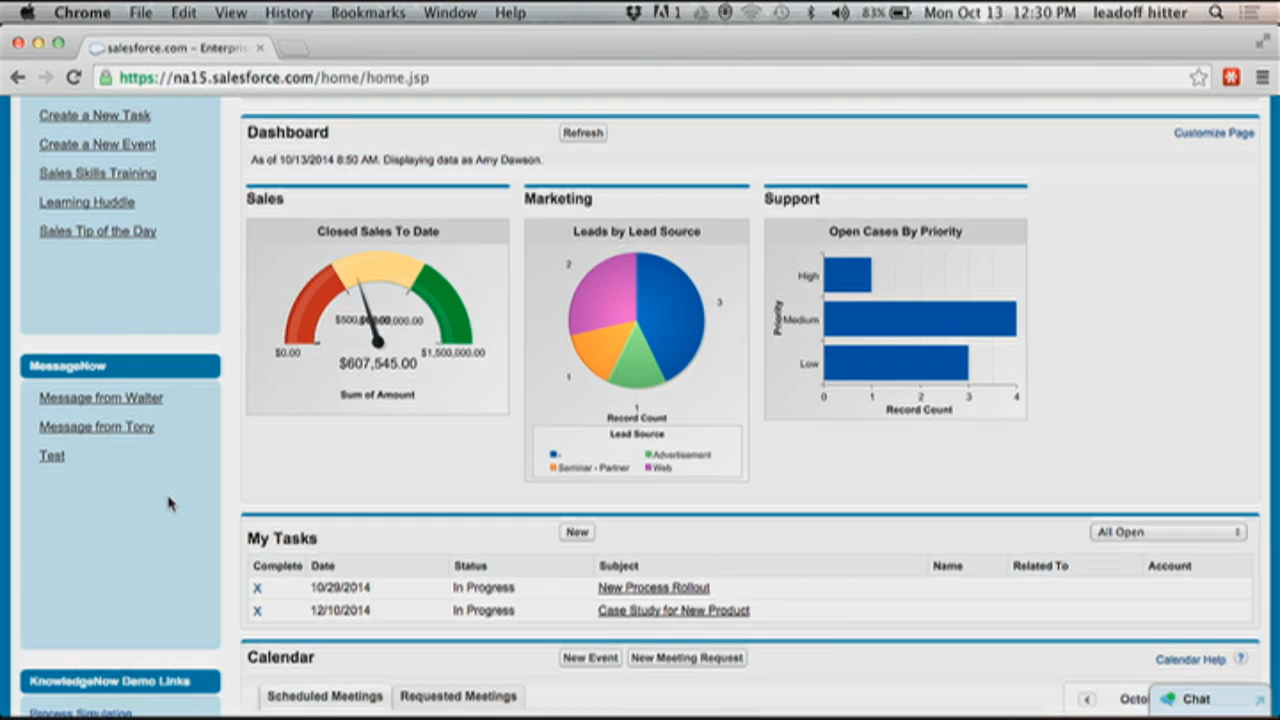 Chrome File Edit View History Bookmarks Window Help 1 83% Mon Oct 13 12:30 PM leadoff hitter
salesforce.com – Enterpri
https://na15.salesforce.com/home/home.jsp
Create a New Task
Create a New Event
Sales Skills Training
Learning Huddle
Sales Tip of the Day
MessageNow
Message from Walter
Message from Tony
Test
KnowledgeNow Demo Links
Process Simulation
Dashboard Refresh Customize Page
As of 10/13/2014 8:50 AM. Displaying data as Amy Dawson.
Sales
Closed Sales To Date
$0.00 $1,500,000.00
$607,545.00
Sum of Amount
Marketing
Leads by Lead Source
2
3
1
1
Record Count
Lead Source
- Advertisement
Seminar - Partner Web
Support
Open Cases By Priority
Priority
High
Medium
Low
0 1 2 3 4
Record Count
My Tasks New All Open
Complete Date Status Subject Name Related To Account
X 10/29/2014 In Progress New Process Rollout
X 12/10/2014 In Progress Case Study for New Product
Calendar New Event New Meeting Request Calendar Help ?
Scheduled Meetings Requested Meetings Octo Chat